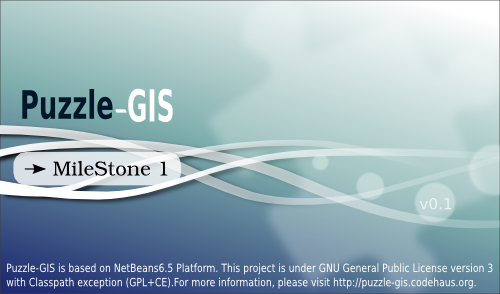 Puzzle-GIS
→ MileStone 1
v0.1
Puzzle-GIS is based on NetBeans6.5 Platform. This project is under GNU General Public License version 3
with Classpath exception (GPL+CE).For more information, please visit http://puzzle-gis.codehaus.org.